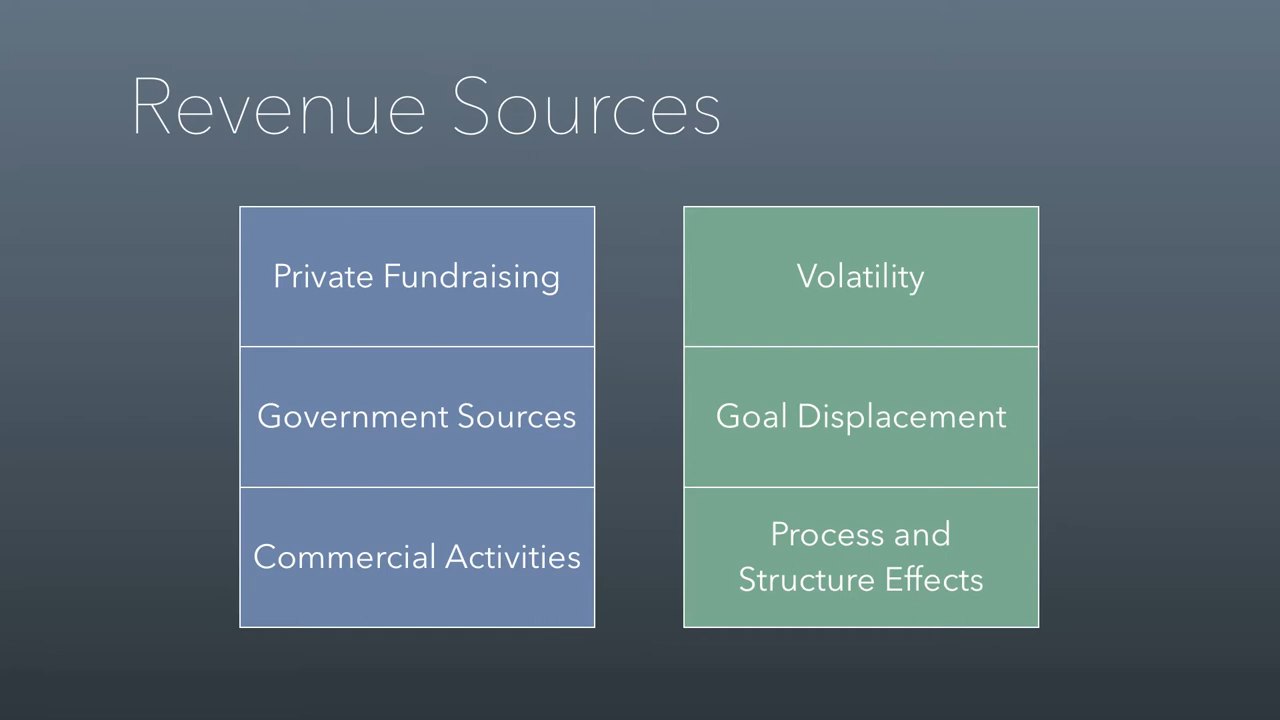 Revenue Sources
Private Fundraising
Government Sources
Commercial Activities
Volatility
Goal Displacement
Process and
Structure Effects